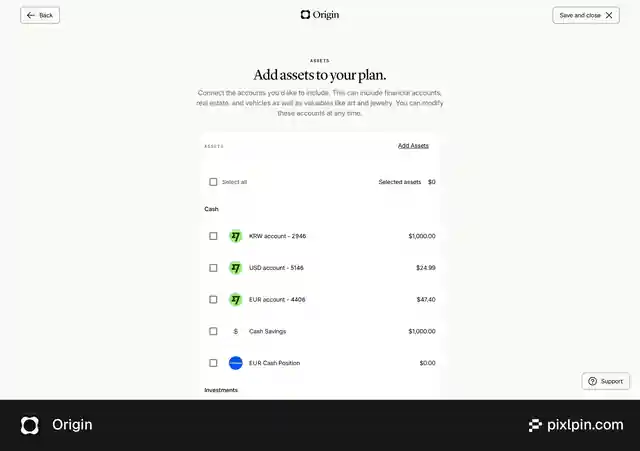 Back
Origin
Save and close
ASSETS
Add assets to your plan.
Connect the accounts you'd like to include. This can include financial accounts,
real estate, and vehicles as well as valuables like art and jewelry. You can modify
these accounts at any time.
ASSETS
Add Assets
Select all
Selected assets $0
Cash
KRW account - 2946 $1,000.00
USD account - 5146 $24.99
EUR account - 4406 $47.40
$ Cash Savings $1,000.00
EUR Cash Position $0.00
Investments
Support
Origin
pixlpin.com